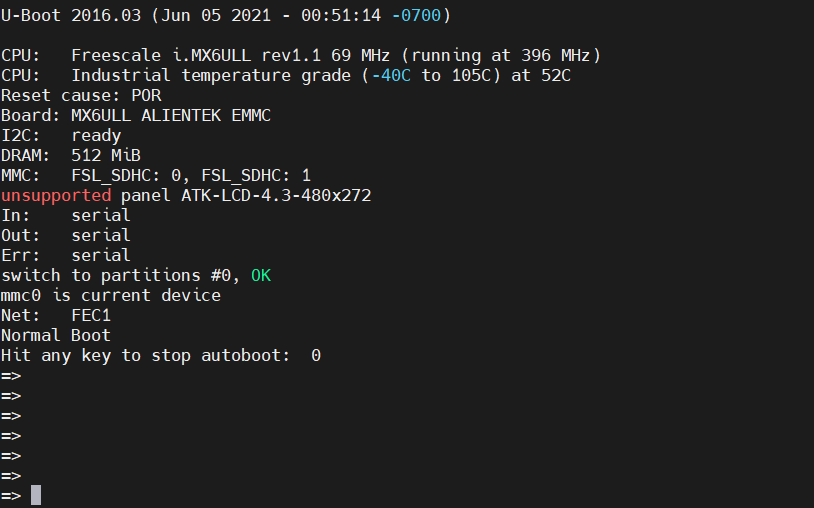 U-Boot 2016.03 (Jun 05 2021 - 00:51:14 -0700)
CPU:   Freescale i.MX6ULL rev1.1 69 MHz (running at 396 MHz)
CPU:   Industrial temperature grade (-40C to 105C) at 52C
Reset cause: POR
Board: MX6ULL ALIENTEK EMMC
I2C:   ready
DRAM:  512 MiB
MMC:   FSL_SDHC: 0, FSL_SDHC: 1
unsupported panel ATK-LCD-4.3-480x272
In:    serial
Out:   serial
Err:   serial
switch to partitions #0, OK
mmc0 is current device
Net:   FEC1
Normal Boot
Hit any key to stop autoboot:  0
=>
=>
=>
=>
=>
=>
=>